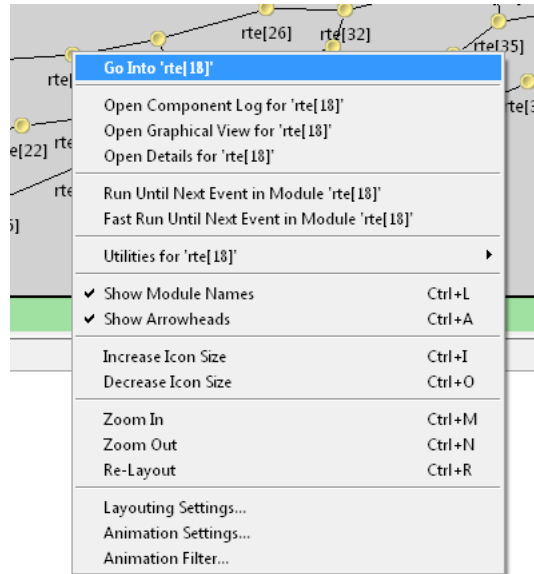 rte[26]
rte[32]
rte[35]
Go Into 'rte[18]'
Open Component Log for 'rte[18]'
Open Graphical View for 'rte[18]'
e[22]
Open Details for 'rte[18]'
Run Until Next Event in Module 'rte[18]'
Fast Run Until Next Event in Module 'rte[18]'
Utilities for 'rte[18]'
Show Module Names Ctrl+L
Show Arrowheads Ctrl+A
Increase Icon Size Ctrl+I
Decrease Icon Size Ctrl+O
Zoom In Ctrl+M
Zoom Out Ctrl+N
Re-Layout Ctrl+R
Layouting Settings...
Animation Settings...
Animation Filter...